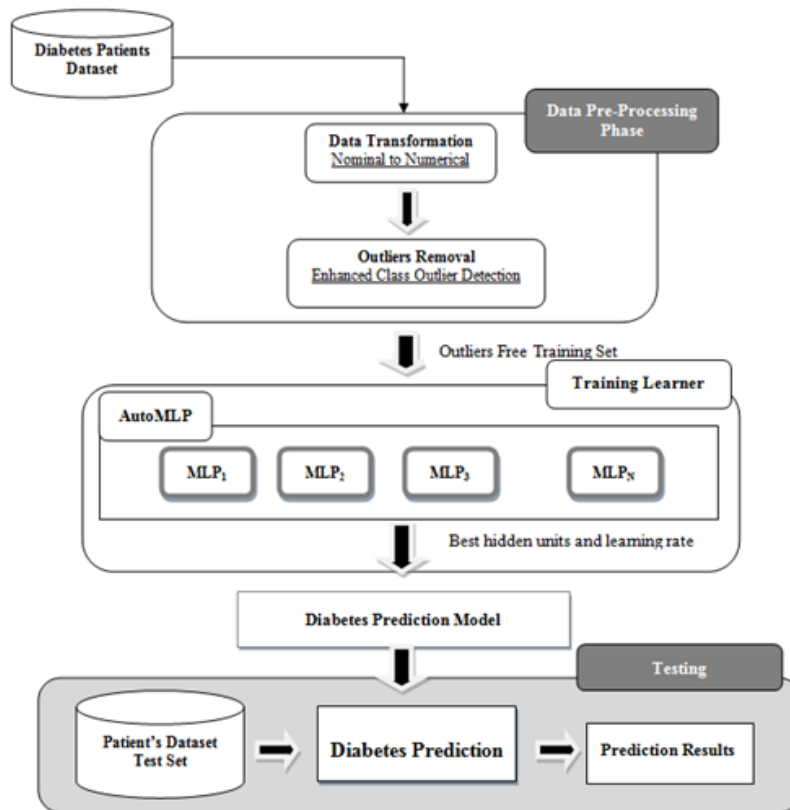 Diabetes Patients
Dataset
Data Pre-Processing
Phase
Data Transformation
Nominal to Numerical
Outliers Removal
Enhanced Class Outlier Detection
Outliers Free Training Set
Training Learner
AutoMLP
MLP1
MLP2
MLP3
MLPN
Best hidden units and learning rate
Diabetes Prediction Model
Testing
Patient's Dataset
Test Set
Diabetes Prediction
Prediction Results